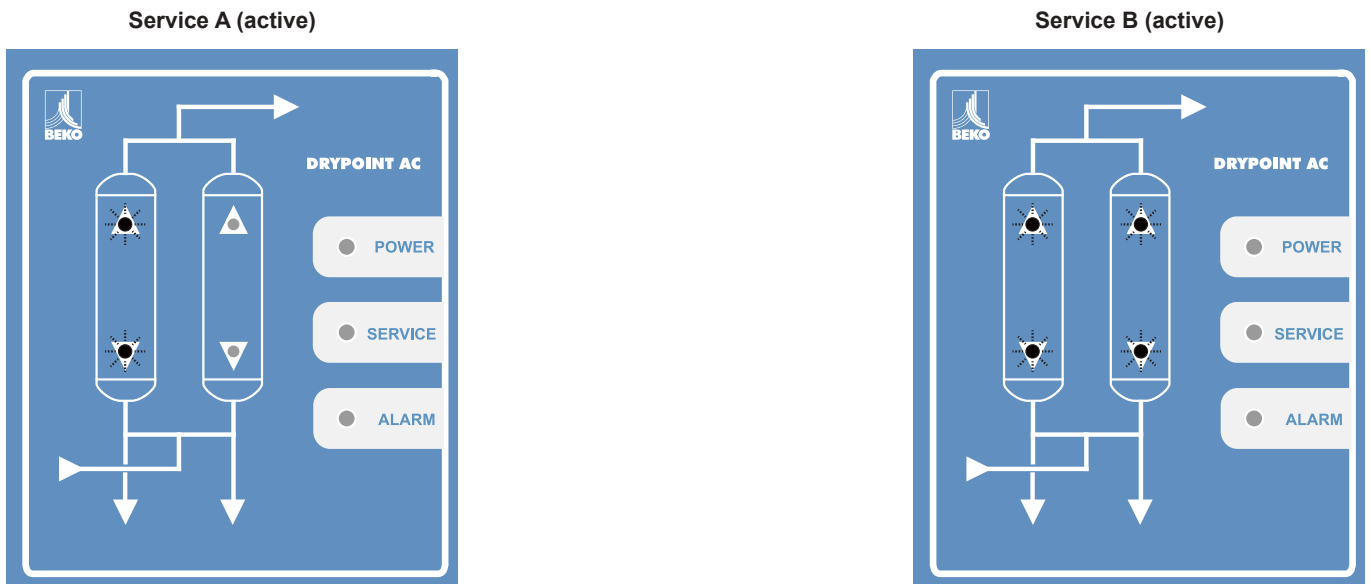 Service A (active)
BEKO
DRYPOINT AC
POWER
SERVICE
ALARM
Service B (active)
BEKO
DRYPOINT AC
POWER
SERVICE
ALARM